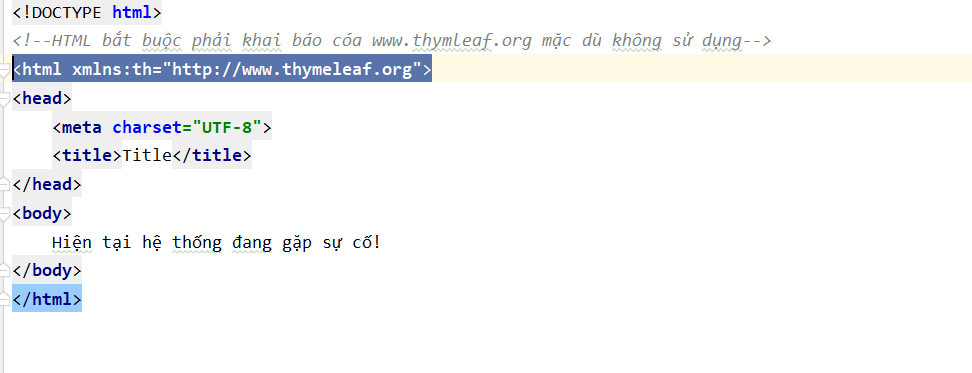 <!DOCTYPE html>
<!--HTML bắt buộc phải khai báo cóa www.thymleaf.org mặc dù không sử dụng-->
<html xmlns:th="http://www.thymeleaf.org">
<head>
    <meta charset="UTF-8">
    <title>Title</title>
</head>
<body>
    Hiện tại hệ thống đang gặp sự cố!
</body>
</html>